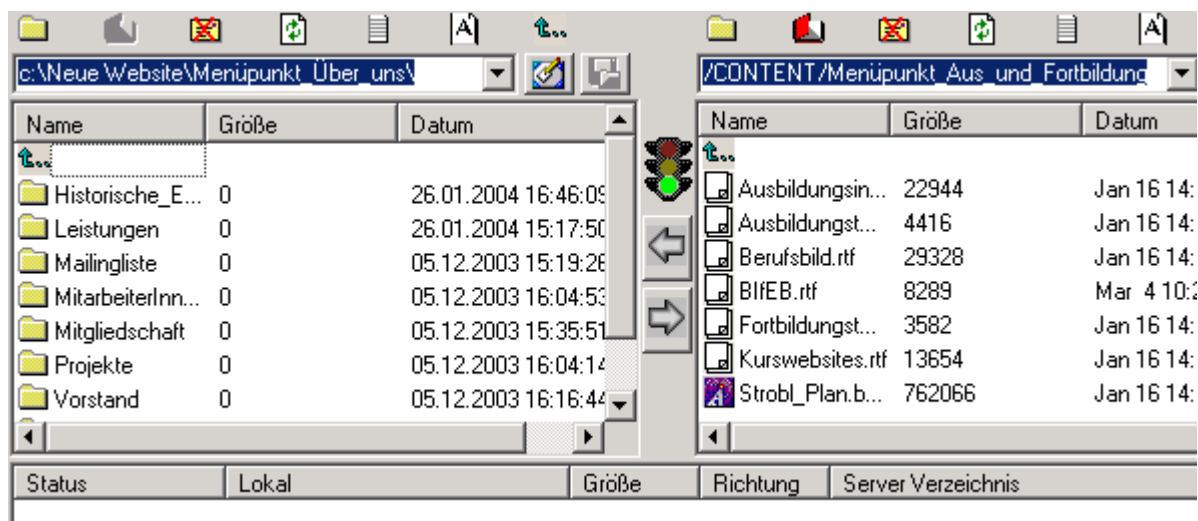 c:\Neue Website\Menüpunkt_Über_uns\
Name Größe Datum
Historische_E... 0 26.01.2004 16:46:09
Leistungen 0 26.01.2004 15:17:50
Mailingliste 0 05.12.2003 15:19:26
MitarbeiterInn... 0 05.12.2003 16:04:53
Mitgliedschaft 0 05.12.2003 15:35:51
Projekte 0 05.12.2003 16:04:14
Vorstand 0 05.12.2003 16:16:44
/CONTENT/Menüpunkt_Aus_und_Fortbildung
Name Größe Datum
Ausbildungsin... 22944 Jan 16 14:
Ausbildungst... 4416 Jan 16 14:
Berufsbild.rtf 29328 Jan 16 14:
BIfEB.rtf 8289 Mar 4 10:2
Fortbildungst... 3582 Jan 16 14:
Kurswebsites.rtf 13654 Jan 16 14:
Strobl_Plan.b... 762066 Jan 16 14:
Status Lokal Größe Richtung Server Verzeichnis